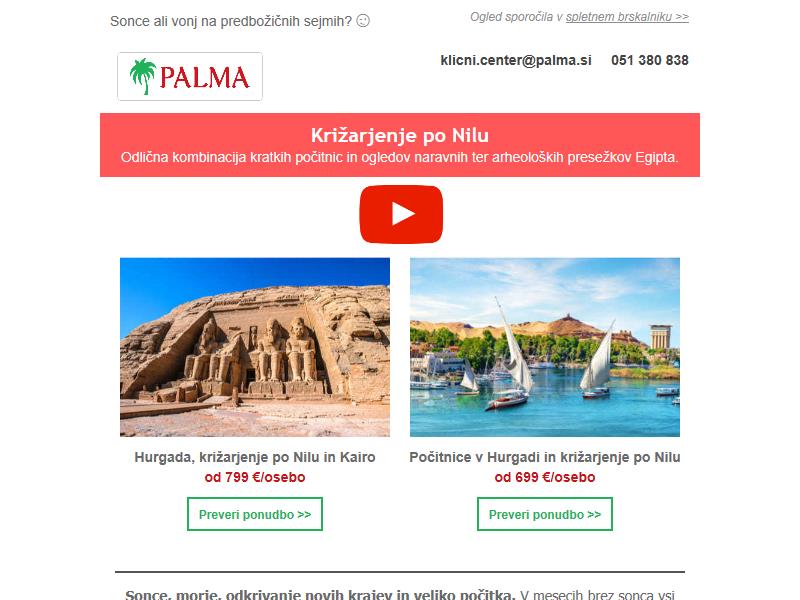 Sonce ali vonj na predbožičnih sejmih? ☺
Ogled sporočila v spletnem brskalniku >>
PALMA
klicni.center@palma.si 051 380 838
Križarjenje po Nilu
Odlična kombinacija kratkih počitnic in ogledov naravnih ter arheoloških presežkov Egipta.
Hurgada, križarjenje po Nilu in Kairo
od 799 €/osebo
Preveri ponudbo >>
Počitnice v Hurgadi in križarjenje po Nilu
od 699 €/osebo
Preveri ponudbo >>
Sonce, morje, odkrivanje novih krajev in veliko počitka. V mesecih brez sonca vsi